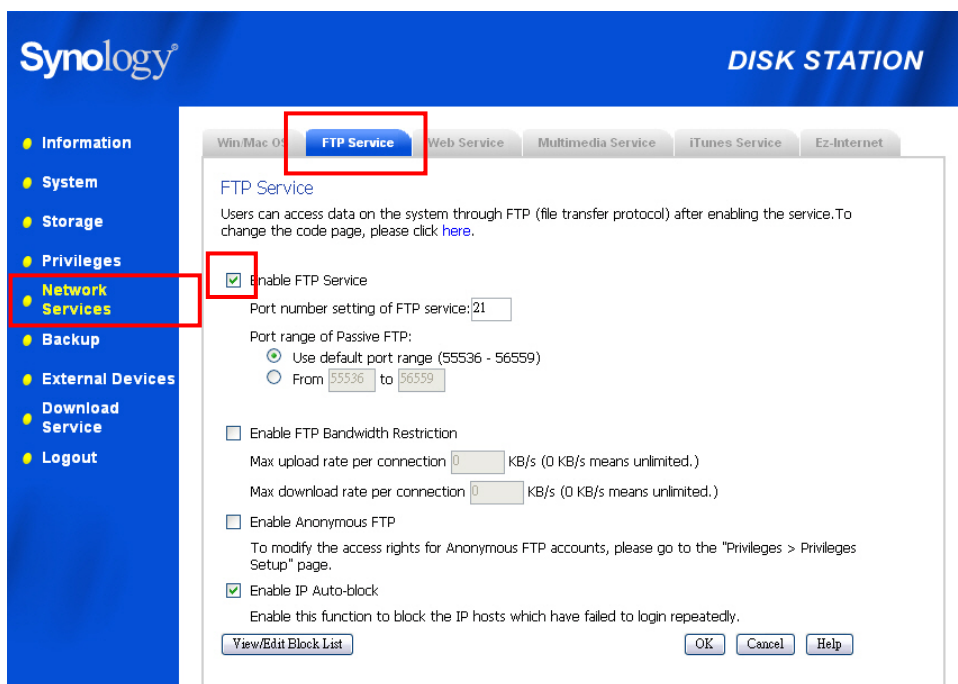 Synology®
DISK STATION
Information
System
Storage
Privileges
Network
Services
Backup
External Devices
Download
Service
Logout
Win/Mac OS
FTP Service
Web Service
Multimedia Service
iTunes Service
Ez-Internet
FTP Service
Users can access data on the system through FTP (file transfer protocol) after enabling the service.To
change the code page, please click here.
Enable FTP Service
Port number setting of FTP service: 21
Port range of Passive FTP:
Use default port range (55536 - 56559)
From 55536 to 56559
Enable FTP Bandwidth Restriction
Max upload rate per connection 0 KB/s (0 KB/s means unlimited.)
Max download rate per connection 0 KB/s (0 KB/s means unlimited.)
Enable Anonymous FTP
To modify the access rights for Anonymous FTP accounts, please go to the "Privileges > Privileges
Setup" page.
Enable IP Auto-block
Enable this function to block the IP hosts which have failed to login repeatedly.
View/Edit Block List
OK
Cancel
Help